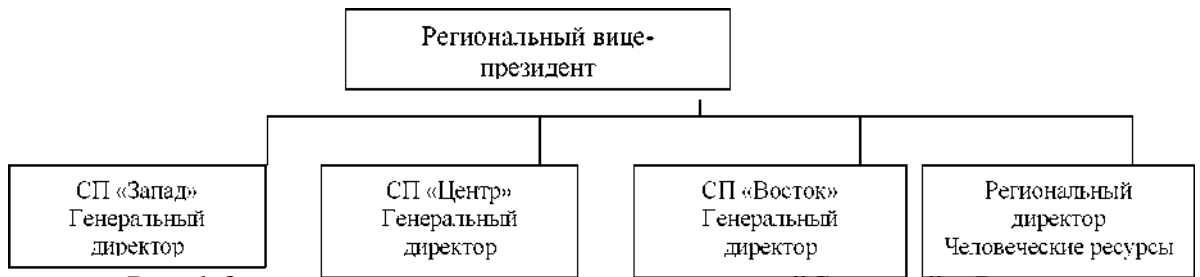 Региональный вице-
президент
СП «Запад»
Генеральный
директор
СП «Центр»
Генеральный
директор
СП «Восток»
Генеральный
директор
Региональный
директор
Человеческие ресурсы